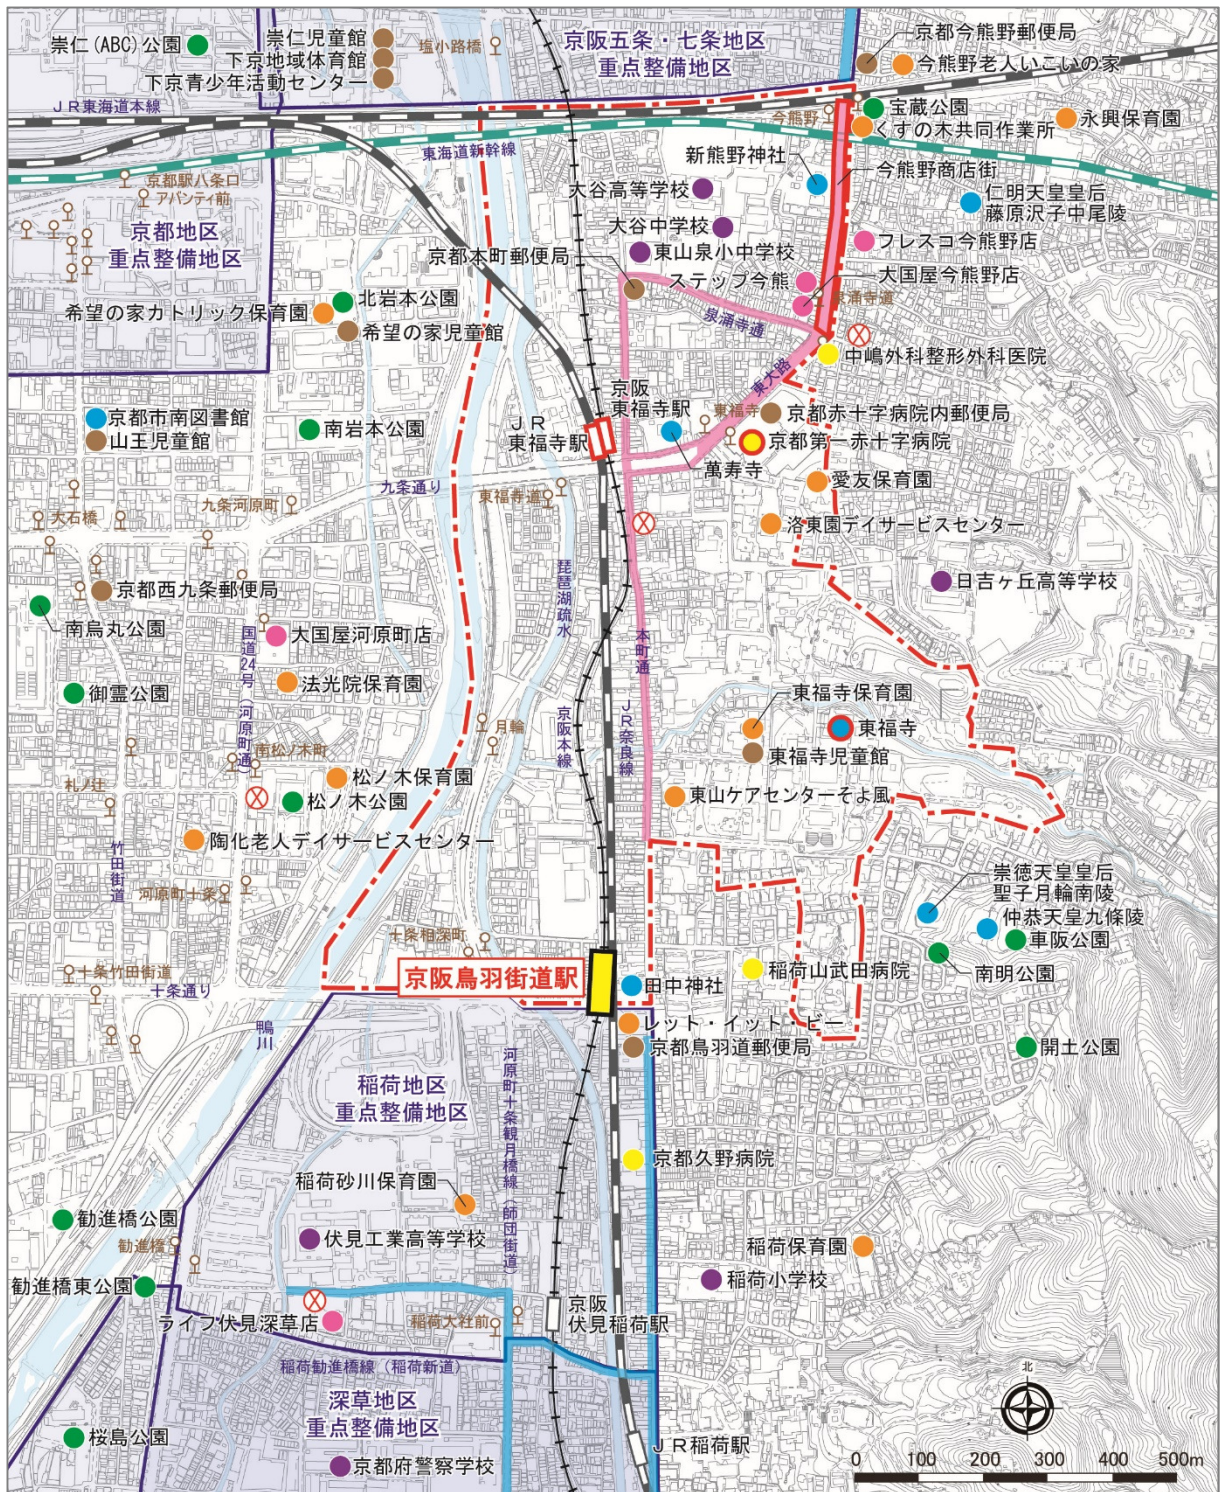 崇仁(ABC)公園
崇仁児童館
下京地域体育館
下京青少年活動センター
塩小路橋
京阪五条・七条地区
重点整備地区
京都今熊野郵便局
今熊野老人いこいの家
JR東海道本線
今熊野
宝蔵公園
くすの木共同作業所
永興保育園
東海道新幹線
新熊野神社
今熊野商店街
京都駅八条口
アバンティ前
大谷高等学校
仁明天皇皇后
藤原沢子中尾陵
大谷中学校
京都地区
重点整備地区
東山泉小中学校
フレスコ今熊野店
京都本町郵便局
ステップ今熊
大国屋今熊野店
泉涌寺道
北岩本公園
希望の家カトリック保育園
希望の家児童館
泉涌寺通
中嶋外科整形外科医院
東大路
京阪
東福寺駅
京都市南図書館
山王児童館
南岩本公園
JR
東福寺駅
東福寺
京都赤十字病院内郵便局
京都第一赤十字病院
萬寿寺
九条通り
東福寺道
愛友保育園
九条河原町
大石橋
洛東園デイサービスセンター
琵琶湖疏水
京都西九条郵便局
日吉ヶ丘高等学校
南烏丸公園
国道24号(河原町通)
大国屋河原町店
本町通
法光院保育園
御霊公園
東福寺保育園
京阪本線
JR奈良線
月輪
東福寺
南松ノ木町
東福寺児童館
札ノ辻
松ノ木保育園
松ノ木公園
東山ケアセンターそよ風
陶化老人デイサービスセンター
竹田街道
河原町十条
崇徳天皇皇后
聖子月輪南陵
仲恭天皇九條陵
十条相深町
車阪公園
南明公園
十条竹田街道
十条通り
京阪鳥羽街道駅
田中神社
稲荷山武田病院
鴨川
レット・イット・ビー
京都鳥羽道郵便局
開土公園
稲荷地区
重点整備地区
河原町十条観月橋線(師団街道)
京都久野病院
稲荷砂川保育園
勧進橋公園
勧進橋
伏見工業高等学校
稲荷保育園
稲荷小学校
勧進橋東公園
ライフ伏見深草店
稲荷大社前
京阪
伏見稲荷駅
稲荷勧進橋線(稲荷新道)
深草地区
重点整備地区
北
桜島公園
JR稲荷駅
京都府警察学校
0 100 200 300 400 500m